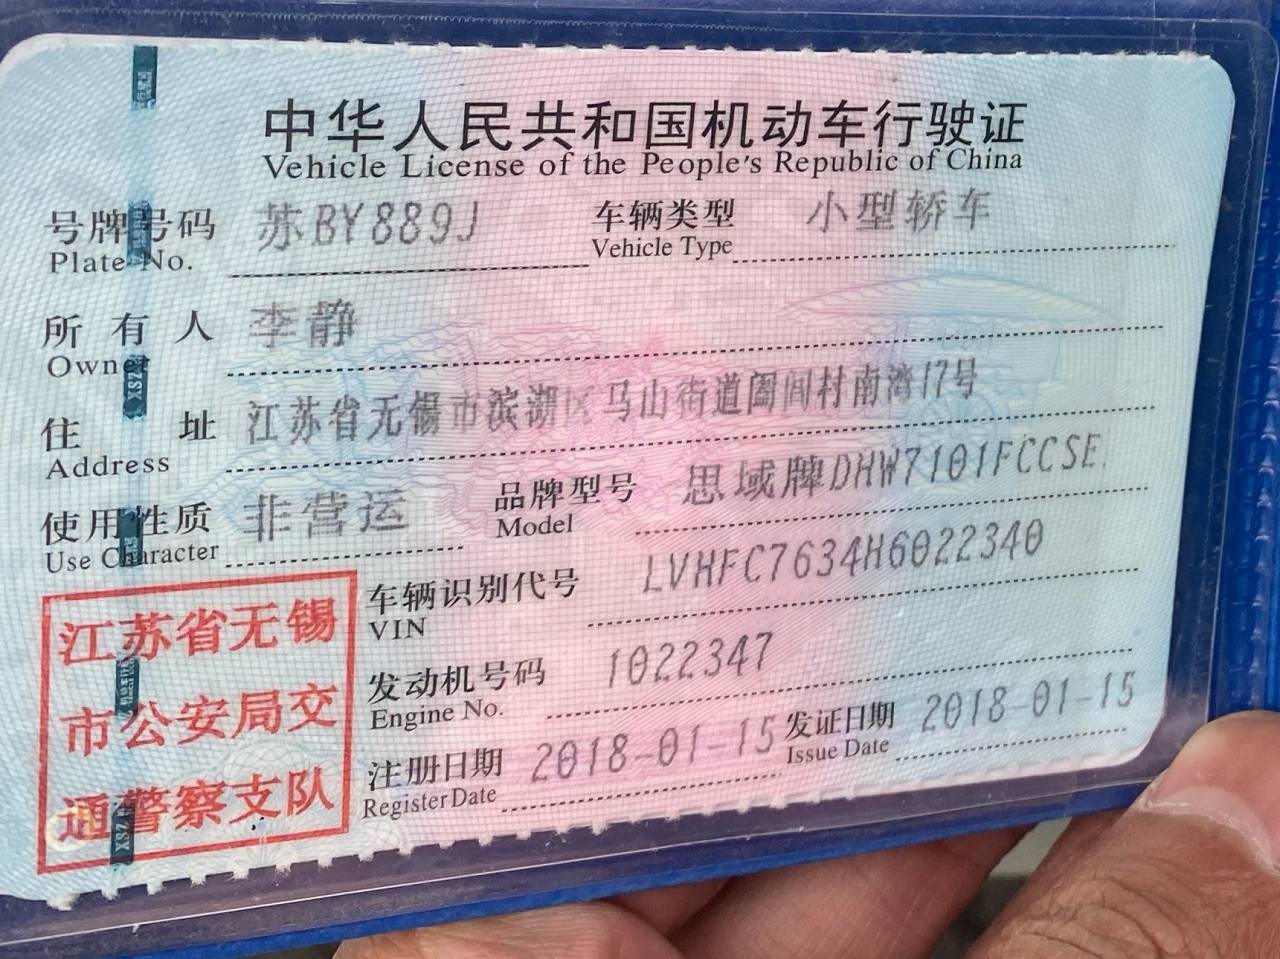 中华人民共和国机动车行驶证
Vehicle License of the People's Republic of China
号牌号码 苏BY889J 车辆类型 小型轿车
Plate No. Vehicle Type
所有人 李静
Owner
住址 江苏省无锡市滨湖区马山街道阖闾村南湾17号
Address
使用性质 非营运 品牌型号 思域牌DHW7101FCCSE
Use Character Model
车辆识别代号 LVHFC7634H6022340
VIN
发动机号码 1022347
Engine No.
注册日期 2018-01-15 发证日期 2018-01-15
Register Date Issue Date
江苏省无锡
市公安局交
通警察支队
XSZ
XSZ